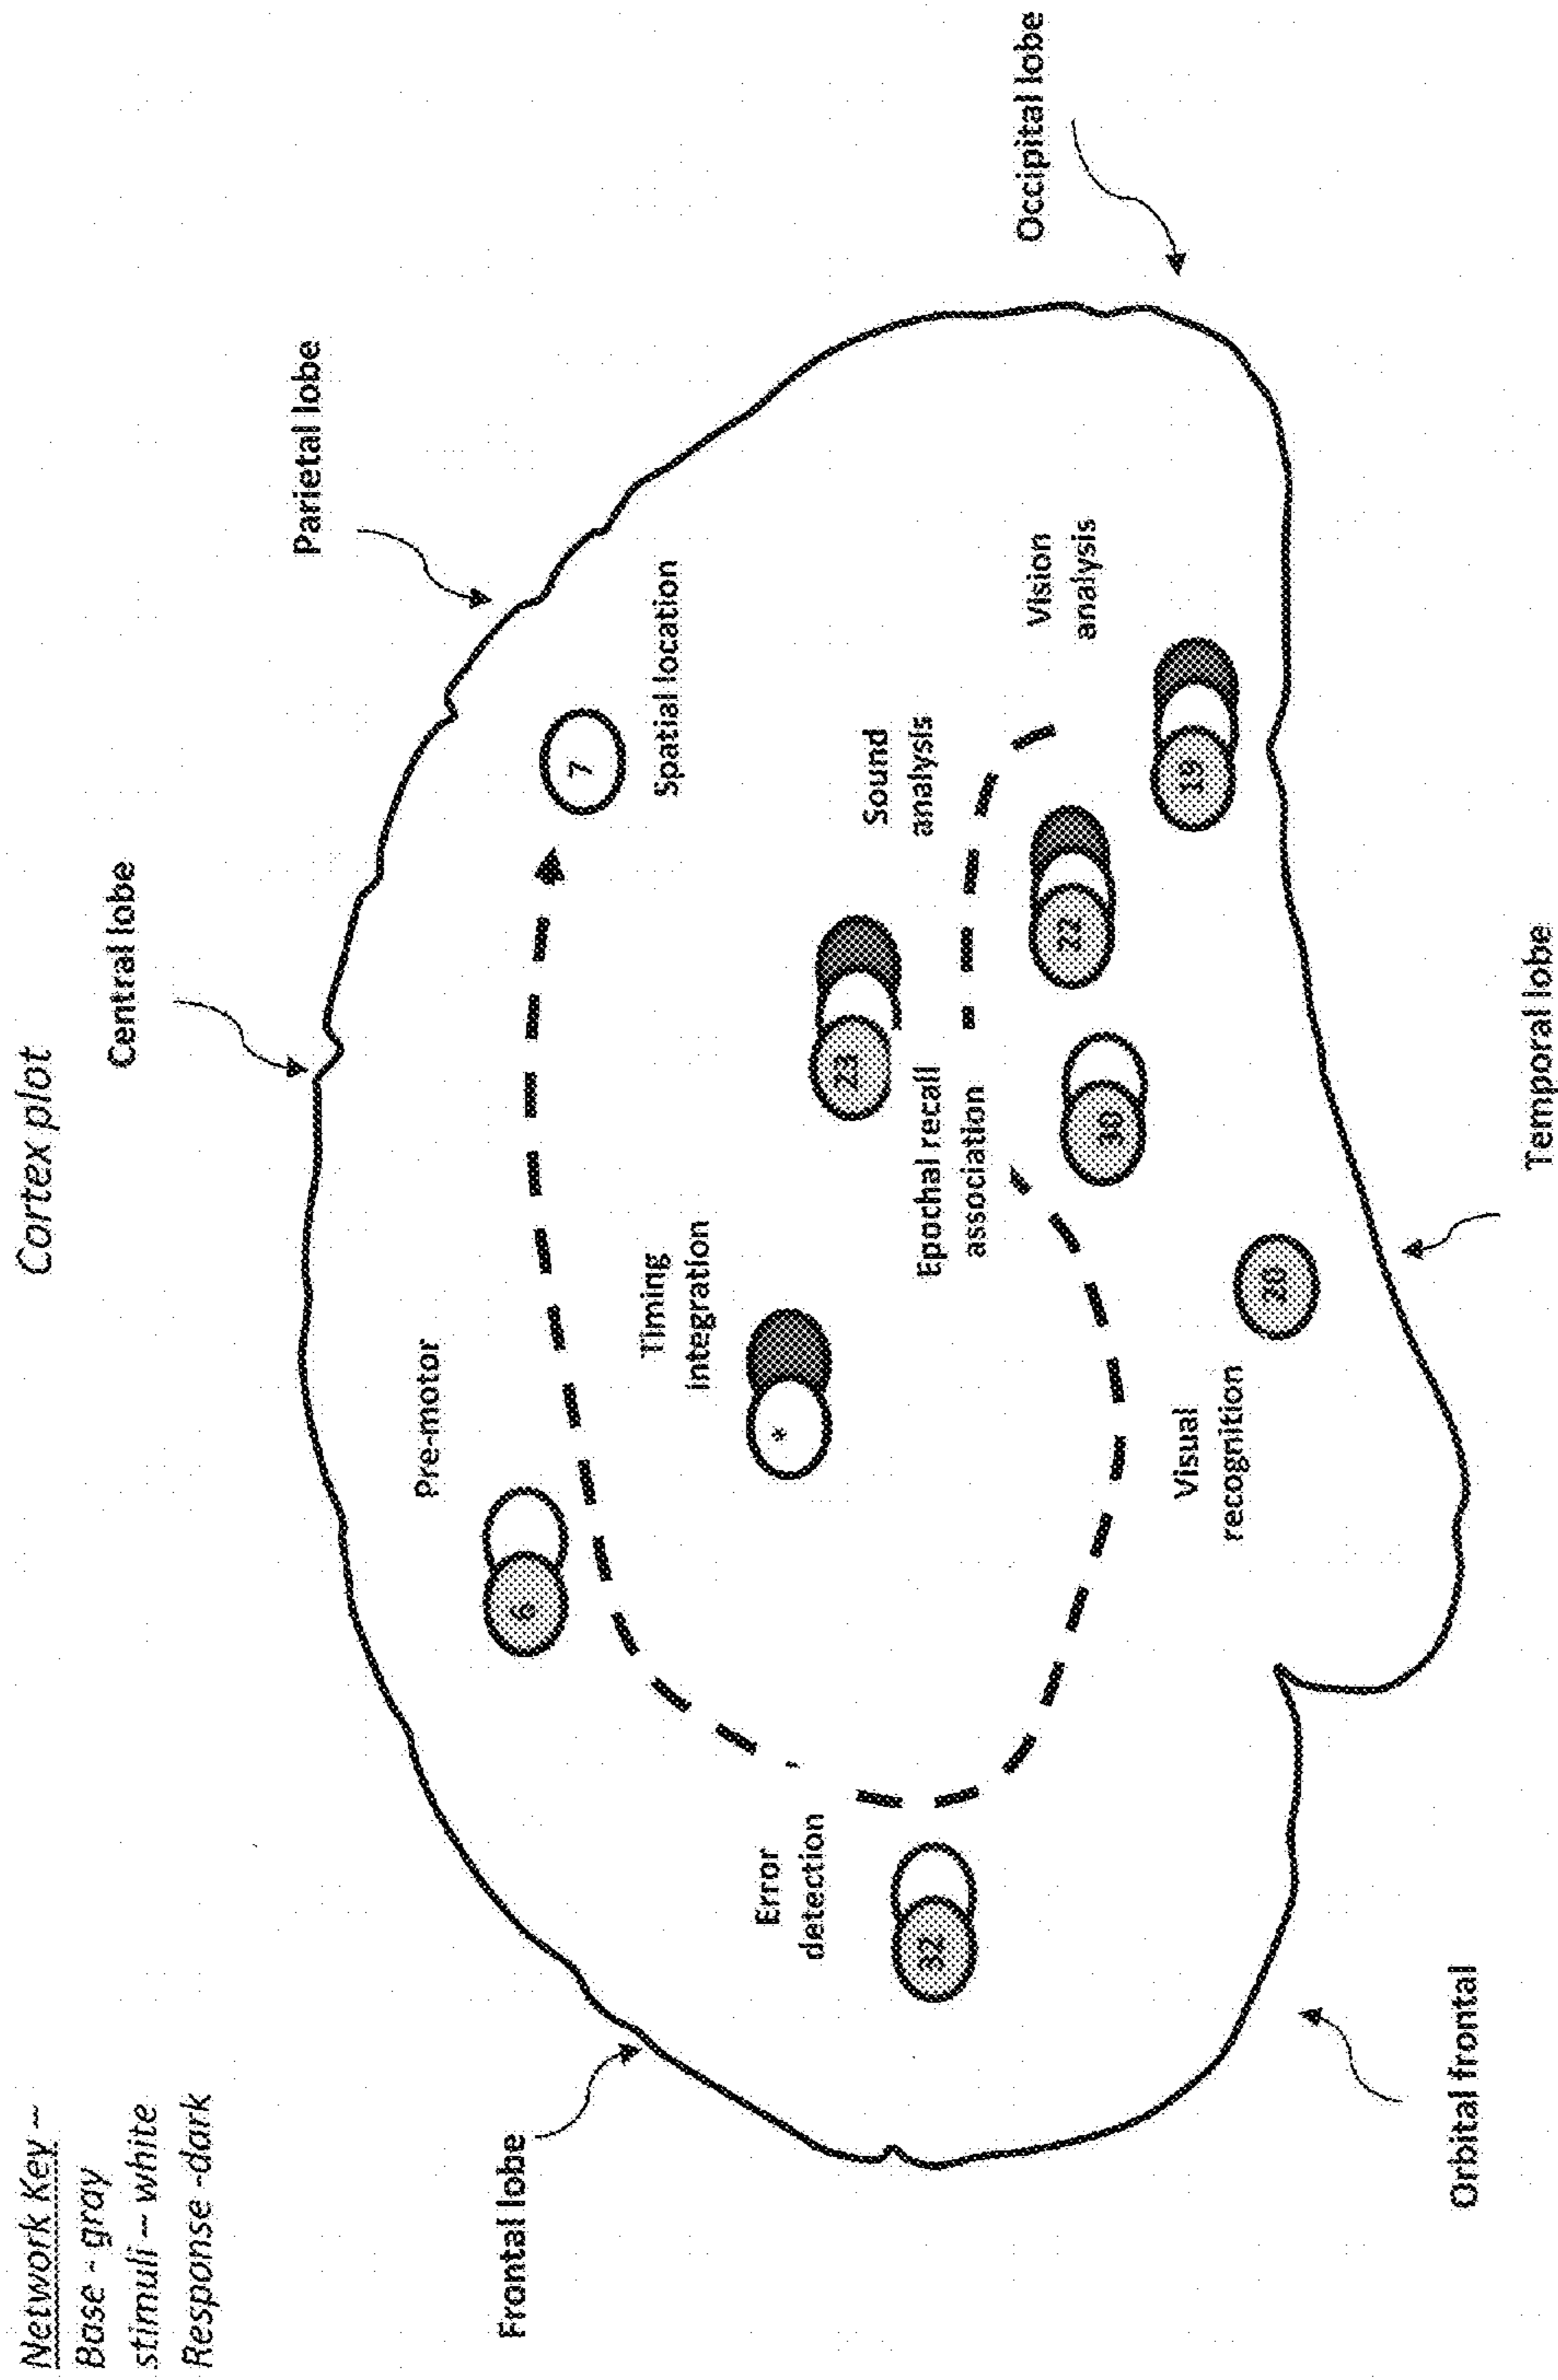 Cortex plot
Network Key –
Base - gray
stimuli – white
Response -dark
Central lobe
Parietal lobe
Frontal lobe
Occipital lobe
Pre-motor
6
7
Spatial location
Timing
integration
*
Error
detection
32
23
Sound
analysis
Epochal recall
association
22
Vision
analysis
19
Visual
recognition
Orbital frontal
Temporal lobe